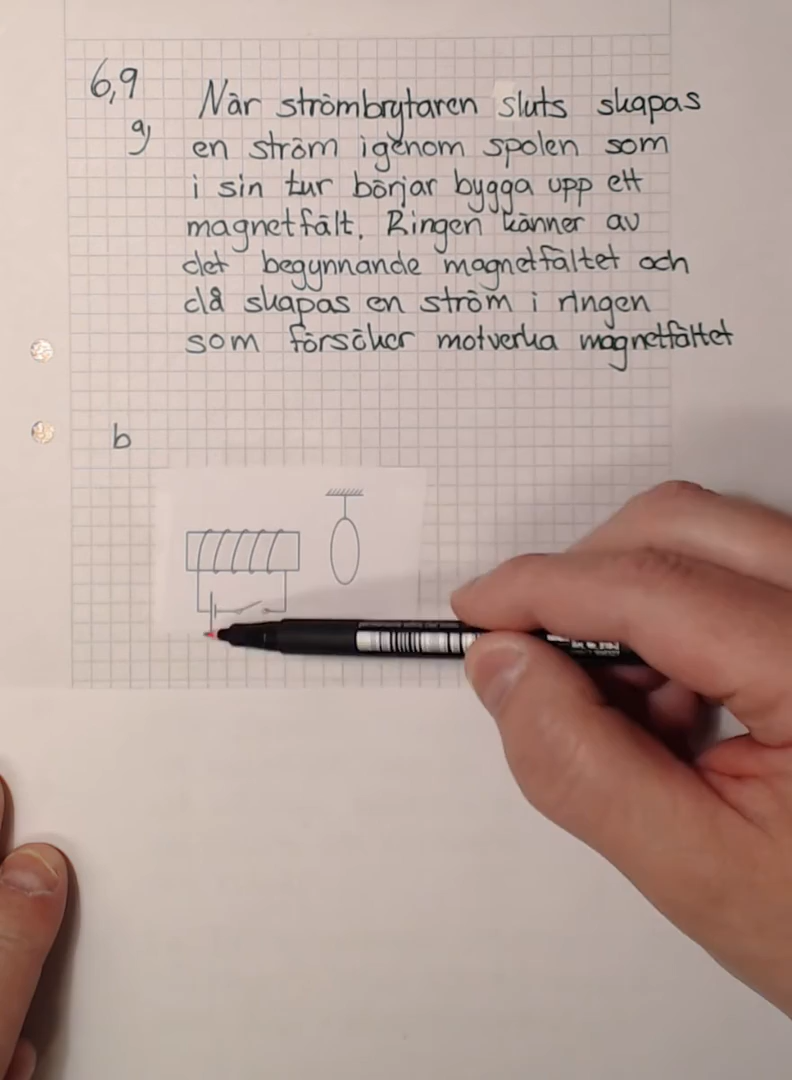 6,9
a) När strömbrytaren sluts skapas
en ström igenom spolen som
i sin tur börjar bygga upp ett
magnetfält. Ringen känner av
det begynnande magnetfältet och
då skapas en ström i ringen
som försöker motverka magnetfältet
b